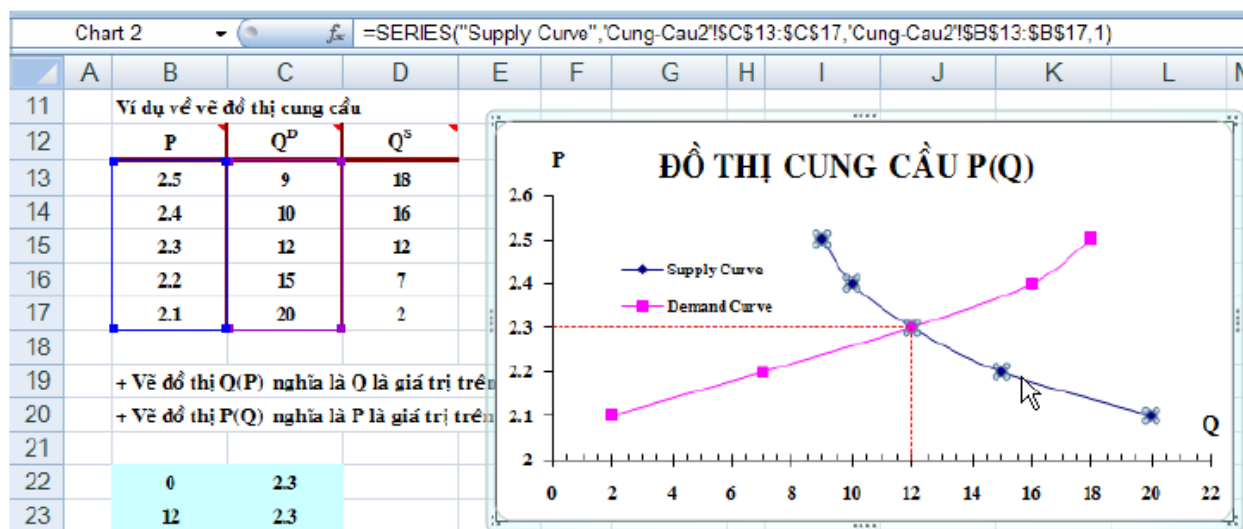 Chart 2 fx =SERIES("Supply Curve",'Cung-Cau2'!$C$13:$C$17,'Cung-Cau2'!$B$13:$B$17,1)
A B C D E F G H I J K L M
11 Ví dụ về vẽ đồ thị cung cầu
12 P Q^D Q^S
13 2.5 9 18
14 2.4 10 16
15 2.3 12 12
16 2.2 15 7
17 2.1 20 2
18
19 + Vẽ đồ thị Q(P) nghĩa là Q là giá trị trên
20 + Vẽ đồ thị P(Q) nghĩa là P là giá trị trên
21
22 0 2.3
23 12 2.3
P
ĐỒ THỊ CUNG CẦU P(Q)
2.6
2.5
2.4
2.3
2.2
2.1
2
Supply Curve
Demand Curve
Q
0 2 4 6 8 10 12 14 16 18 20 22